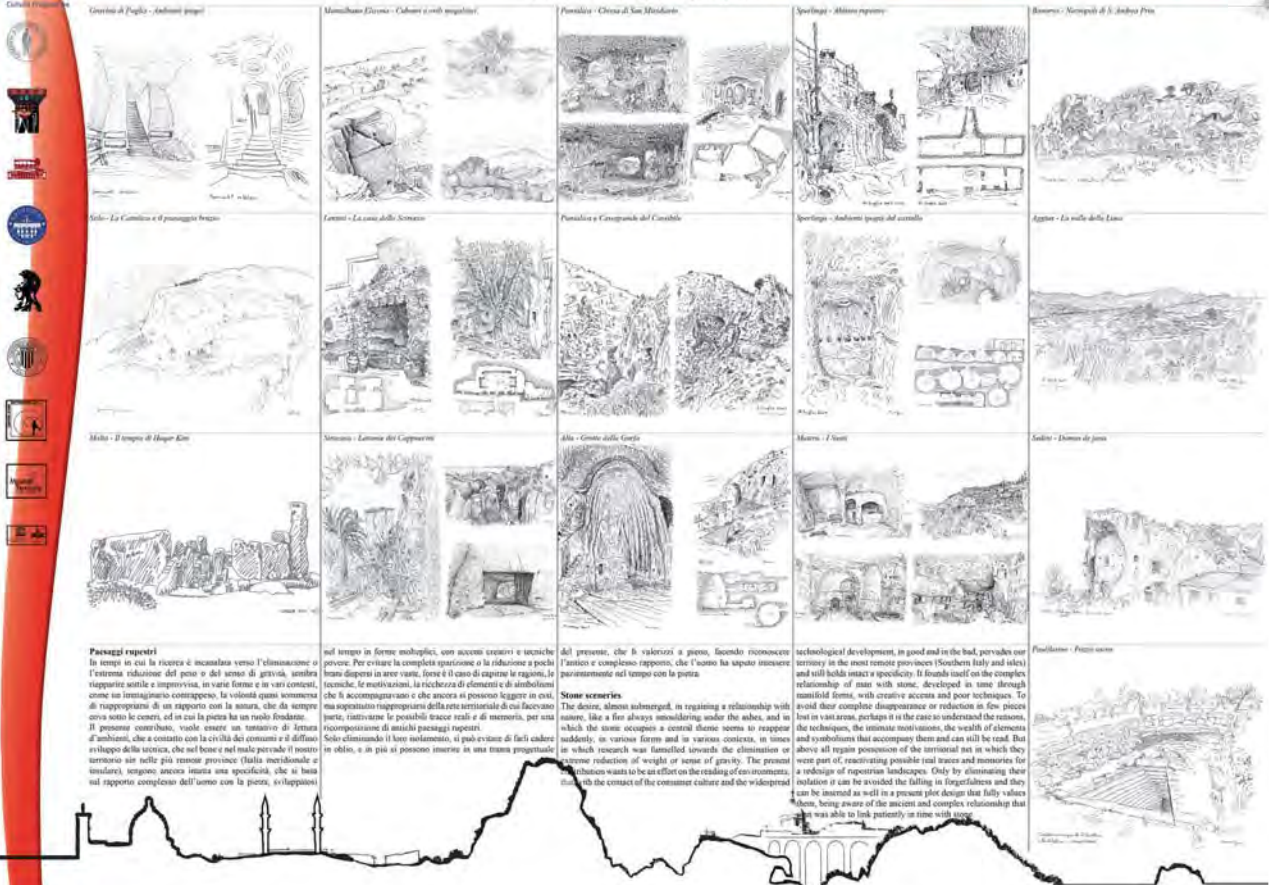 Gravina di Puglia - Ambienti ipogei
Montalbano Elicona - Cubuni e orili megalitici
Pantalica - Chiesa di San Micidiario
Sperlinga - Abitato rupestre
Bonorva - Necropoli di S. Andrea Priu
Stilo - La Cattolica e il paesaggio brezio
Lentini - La casa dello Scirocco
Pantalica e Cavagrande del Cassibile
Sperlinga - Ambienti ipogei del castello
Aggius - La valle della Luna
Malta - Il tempio di Hagar Kim
Siracusa - Latomia dei Cappuccini
Alia - Grotte della Gurfa
Matera - I Sassi
Sedini - Domus de janas
Paulilatino - Pozzo sacro
Paesaggi rupestri
In tempi in cui la ricerca è incanalata verso l'eliminazione o
l'estrema riduzione del peso e del senso di gravità, sembra
riapparire sottile e improvvisa, in varie forme e in vari contesti,
come un immaginario contrappeso, la volontà quasi sommersa
di riappropriarsi di un rapporto con la natura, che da sempre
cova sotto le ceneri, ed in cui la pietra ha un ruolo fondante.
Il presente contributo, vuole essere un tentativo di lettura
d'ambienti, che a contatto con la civiltà dei consumi e il diffuso
sviluppo della tecnica, che nel bene e nel male pervade il nostro
territorio sin nelle più remote province (Italia meridionale e
insulare), tengono ancora intatta una specificità, che si basa
sul rapporto complesso dell'uomo con la pietra, sviluppatosi
nel tempo in forme molteplici, con accenti creativi e tecniche
povere. Per evitare la completa sparizione o la riduzione a pochi
brani dispersi in aree vaste, forse è il caso di capirne le ragioni, le
tecniche, le motivazioni, la ricchezza di elementi e di simbolismi
che li accompagnavano e che ancora si possono leggere in essi,
ma soprattutto riappropriarsi della rete territoriale di cui facevano
parte, riattivarne le possibili tracce reali e di memoria, per una
ricomposizione di antichi paesaggi rupestri.
Solo eliminando il loro isolamento, si può evitare di farli cadere
in oblio, e in più si possono inserire in una trama progettuale
del presente, che li valorizzi a pieno, facendo riconoscere
l'antico e complesso rapporto, che l'uomo ha saputo intessere
pazientemente nel tempo con la pietra.
Stone sceneries
The desire, almost submerged, in regaining a relationship with
nature, like a fire always smouldering under the ashes, and in
which the stone occupies a central theme seems to reappear
suddenly, in various forms and in various contexts, in times
in which research was funnelled towards the elimination or
extreme reduction of weight or sense of gravity. The present
contribution wants to be an effort on the reading of environments,
that with the contact of the consumer culture and the widespread
technological development, in good and in the bad, pervades our
territory in the most remote provinces (Southern Italy and isles)
and still holds intact a specificity. It founds itself on the complex
relationship of man with stone, developed in time through
manifold forms, with creative accents and poor techniques. To
avoid their complete disappearance or reduction in few pieces
lost in vast areas, perhaps it is the case to understand the reasons,
the techniques, the intimate motivations, the wealth of elements
and symbolisms that accompany them and can still be read. But
above all regain possession of the territorial net in which they
were part of, reactivating possible real traces and memories for
a redesign of rupestrian landscapes. Only by eliminating their
isolation it can be avoided the falling in forgetfulness and they
can be inserted as well in a present plot design that fully values
them, being aware of the ancient and complex relationship that
man was able to link patiently in time with stone.